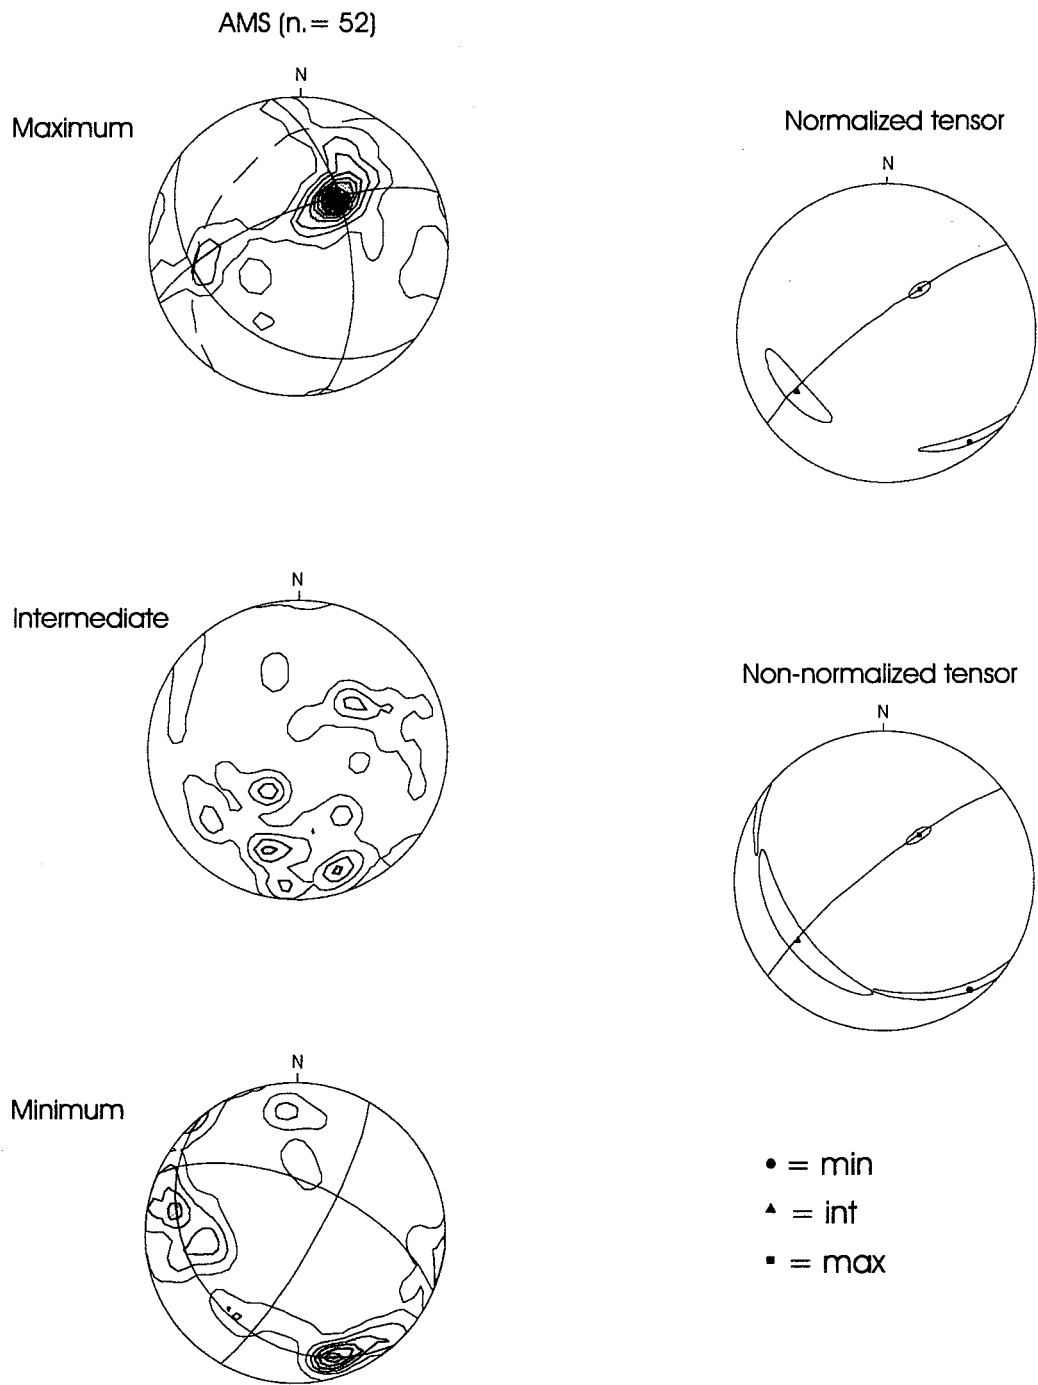 AMS (n.= 52)
N
Maximum
Normalized tensor
N
N
Intermediate
Non-normalized tensor
N
N
Minimum
● = min
▲ = int
■ = max